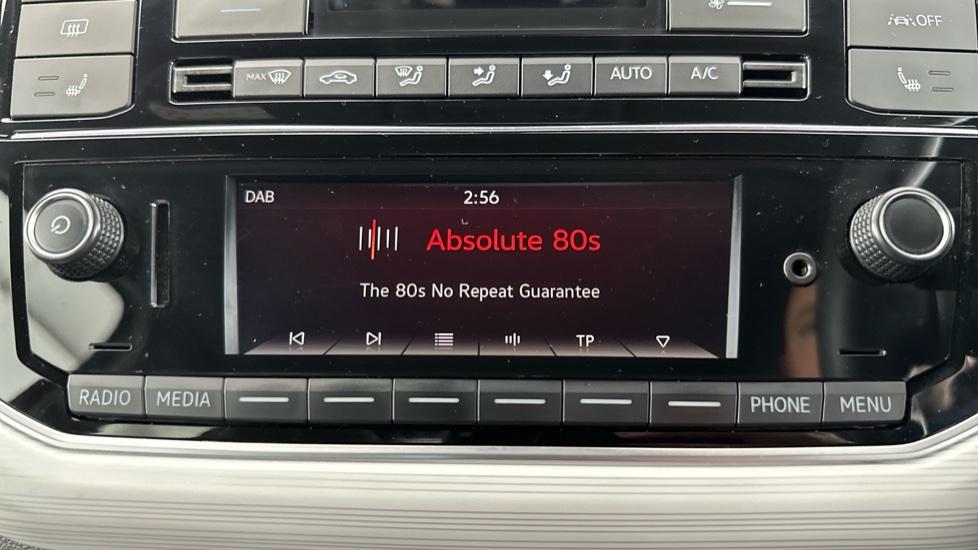 OFF
MAX AUTO A/C
DAB 2:56
Absolute 80s
The 80s No Repeat Guarantee
TP
RADIO MEDIA PHONE MENU